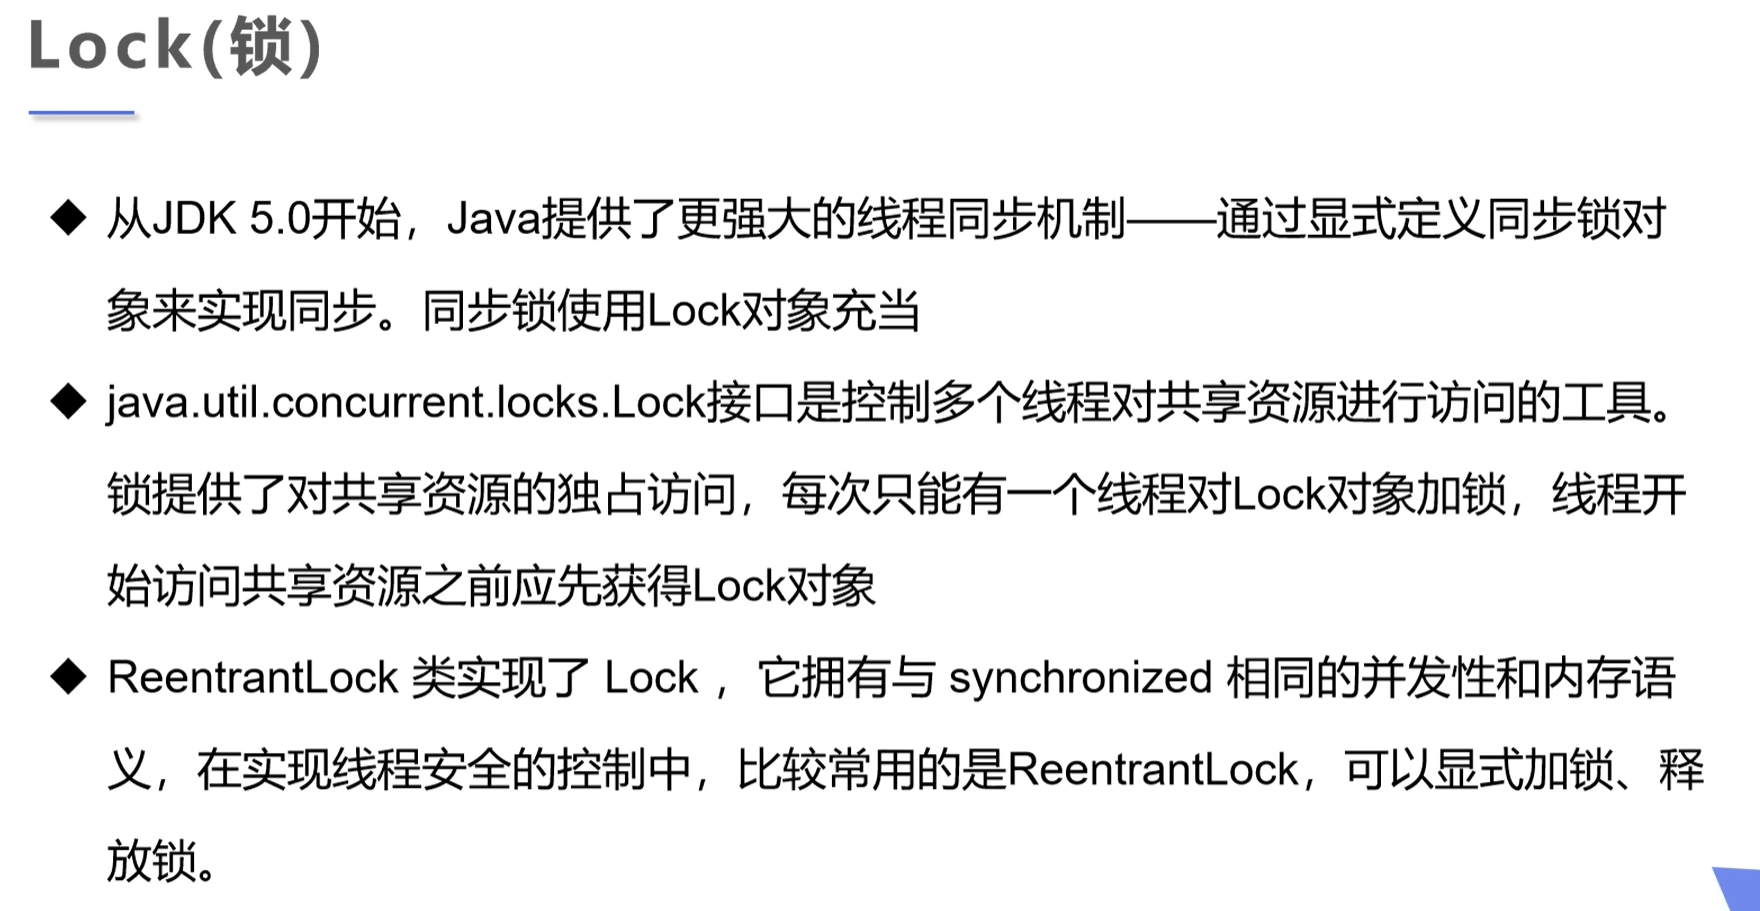 Lock(锁)
从JDK 5.0开始，Java提供了更强大的线程同步机制——通过显式定义同步锁对
象来实现同步。同步锁使用Lock对象充当
java.util.concurrent.locks.Lock接口是控制多个线程对共享资源进行访问的工具。
锁提供了对共享资源的独占访问，每次只能有一个线程对Lock对象加锁，线程开
始访问共享资源之前应先获得Lock对象
ReentrantLock 类实现了 Lock ，它拥有与 synchronized 相同的并发性和内存语
义，在实现线程安全的控制中，比较常用的是ReentrantLock，可以显式加锁、释
放锁。